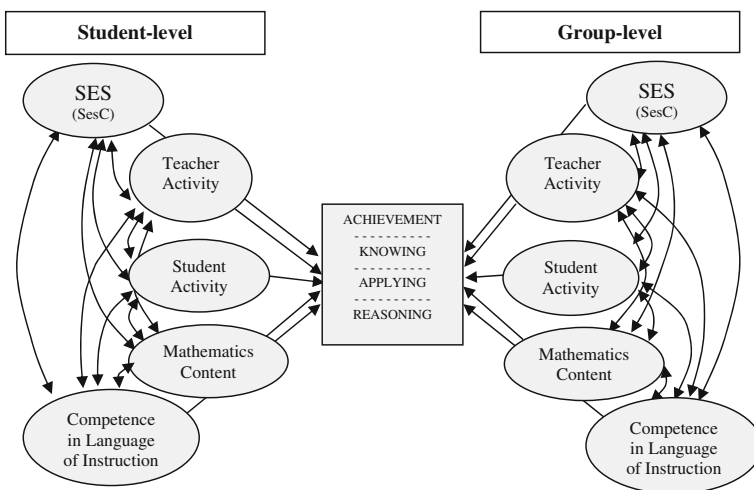 Student-level
SES
(SesC)
Teacher
Activity
Student
Activity
Mathematics
Content
Competence
in Language
of Instruction
ACHIEVEMENT
KNOWING
APPLYING
REASONING
Group-level
SES
(SesC)
Teacher
Activity
Student
Activity
Mathematics
Content
Competence
in Language
of Instruction